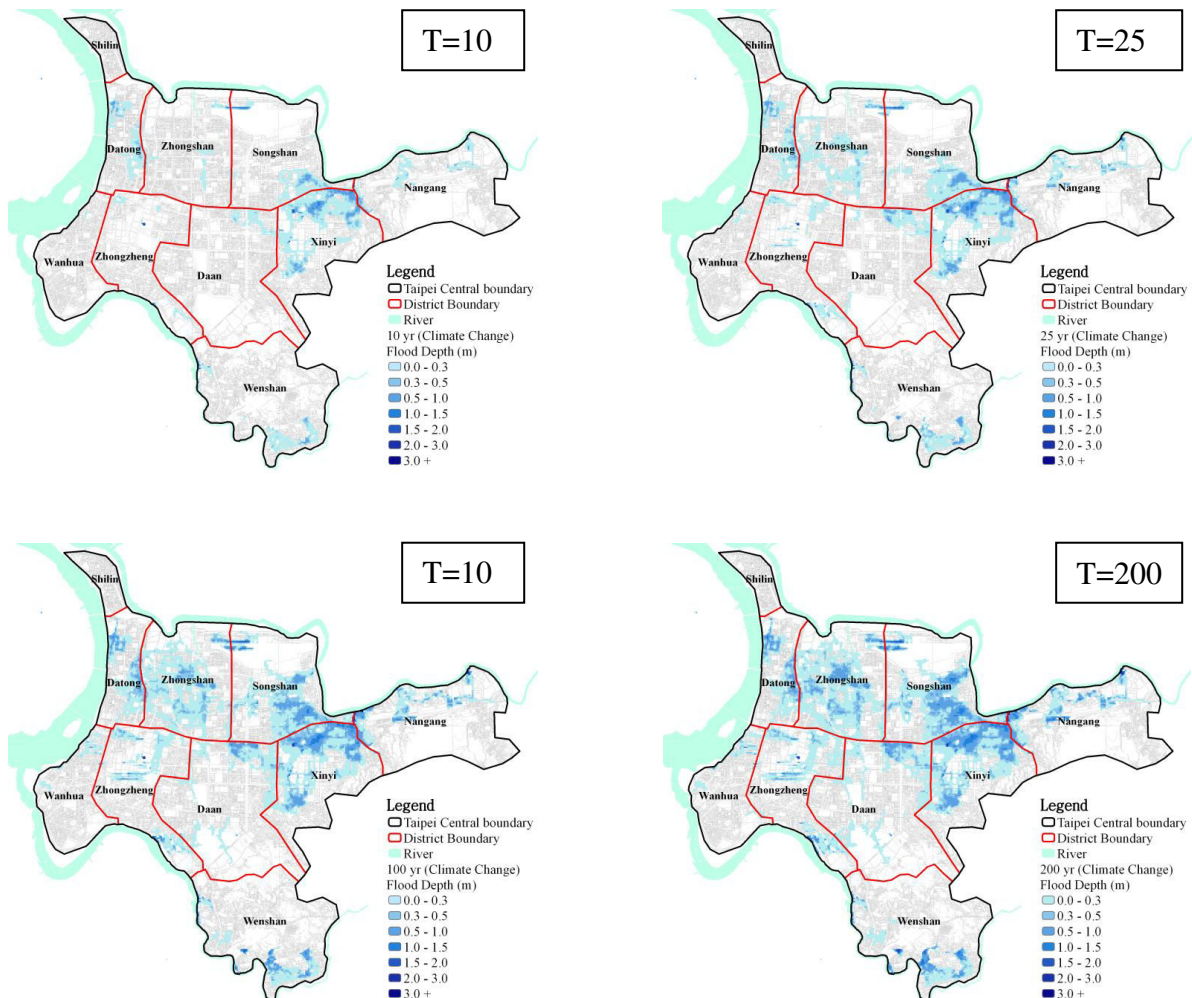 T=10
Shilin
Datong
Zhongshan
Songshan
Nangang
Wanhua
Zhongzheng
Daan
Xinyi
Wenshan
Legend
Taipei Central boundary
District Boundary
River
10 yr (Climate Change)
Flood Depth (m)
0.0 - 0.3
0.3 - 0.5
0.5 - 1.0
1.0 - 1.5
1.5 - 2.0
2.0 - 3.0
3.0 +
T=25
Shilin
Datong
Zhongshan
Songshan
Nangang
Wanhua
Zhongzheng
Daan
Xinyi
Wenshan
Legend
Taipei Central boundary
District Boundary
River
25 yr (Climate Change)
Flood Depth (m)
0.0 - 0.3
0.3 - 0.5
0.5 - 1.0
1.0 - 1.5
1.5 - 2.0
2.0 - 3.0
3.0 +
T=10
Shilin
Datong
Zhongshan
Songshan
Nangang
Wanhua
Zhongzheng
Daan
Xinyi
Wenshan
Legend
Taipei Central boundary
District Boundary
River
100 yr (Climate Change)
Flood Depth (m)
0.0 - 0.3
0.3 - 0.5
0.5 - 1.0
1.0 - 1.5
1.5 - 2.0
2.0 - 3.0
3.0 +
T=200
Shilin
Datong
Zhongshan
Songshan
Nangang
Wanhua
Zhongzheng
Daan
Xinyi
Wenshan
Legend
Taipei Central boundary
District Boundary
River
200 yr (Climate Change)
Flood Depth (m)
0.0 - 0.3
0.3 - 0.5
0.5 - 1.0
1.0 - 1.5
1.5 - 2.0
2.0 - 3.0
3.0 +